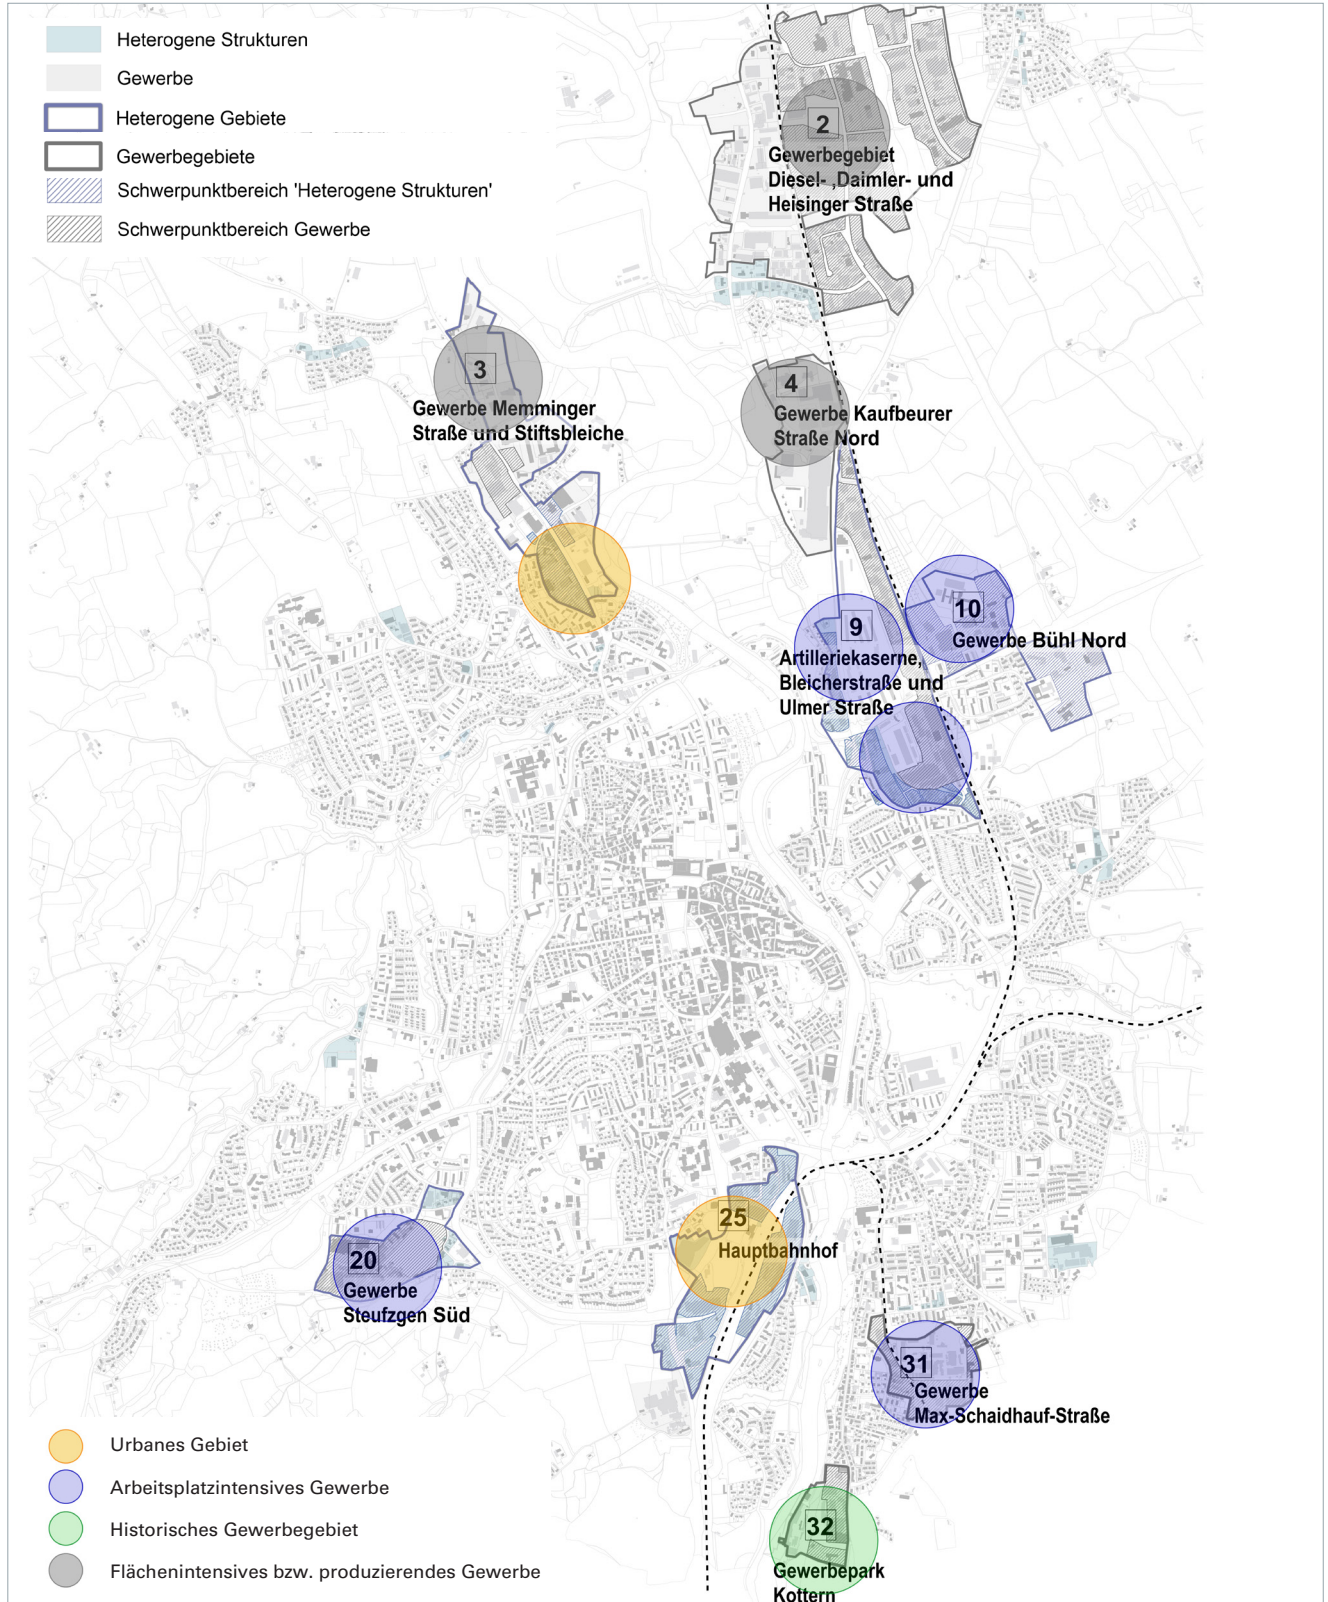 Heterogene Strukturen
Gewerbe
Heterogene Gebiete
Gewerbegebiete
Schwerpunktbereich 'Heterogene Strukturen'
Schwerpunktbereich Gewerbe
2
Gewerbegebiet
Diesel- ,Daimler- und
Heisinger Straße
3
Gewerbe Memminger
Straße und Stiftsbleiche
4
Gewerbe Kaufbeurer
Straße Nord
10
Gewerbe Bühl Nord
9
Artilleriekaserne,
Bleicherstraße und
Ulmer Straße
25
Hauptbahnhof
20
Gewerbe
Steufzgen Süd
31
Gewerbe
Max-Schaidhauf-Straße
32
Gewerbepark
Kottern
Urbanes Gebiet
Arbeitsplatzintensives Gewerbe
Historisches Gewerbegebiet
Flächenintensives bzw. produzierendes Gewerbe